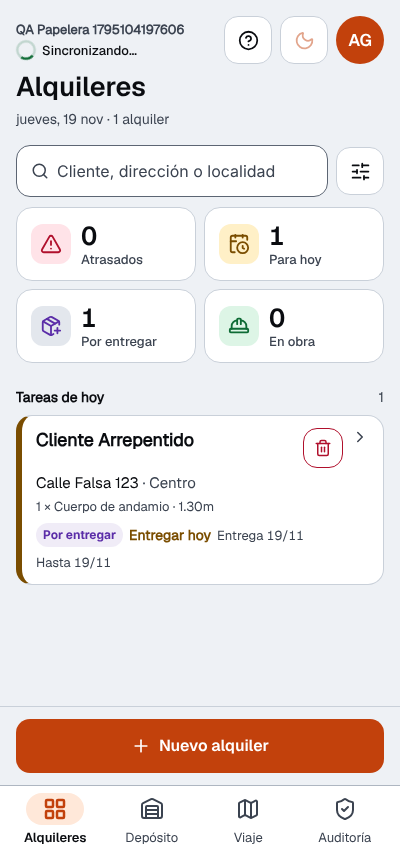 QA Papelera 1795104197606
Sincronizando...
AG
Alquileres
jueves, 19 nov · 1 alquiler
Cliente, dirección o localidad
0
Atrasados
1
Para hoy
1
Por entregar
0
En obra
Tareas de hoy
1
Cliente Arrepentido
Calle Falsa 123 · Centro
1 × Cuerpo de andamio · 1.30m
Por entregar Entregar hoy Entrega 19/11
Hasta 19/11
Nuevo alquiler
Alquileres Depósito Viaje Auditoría